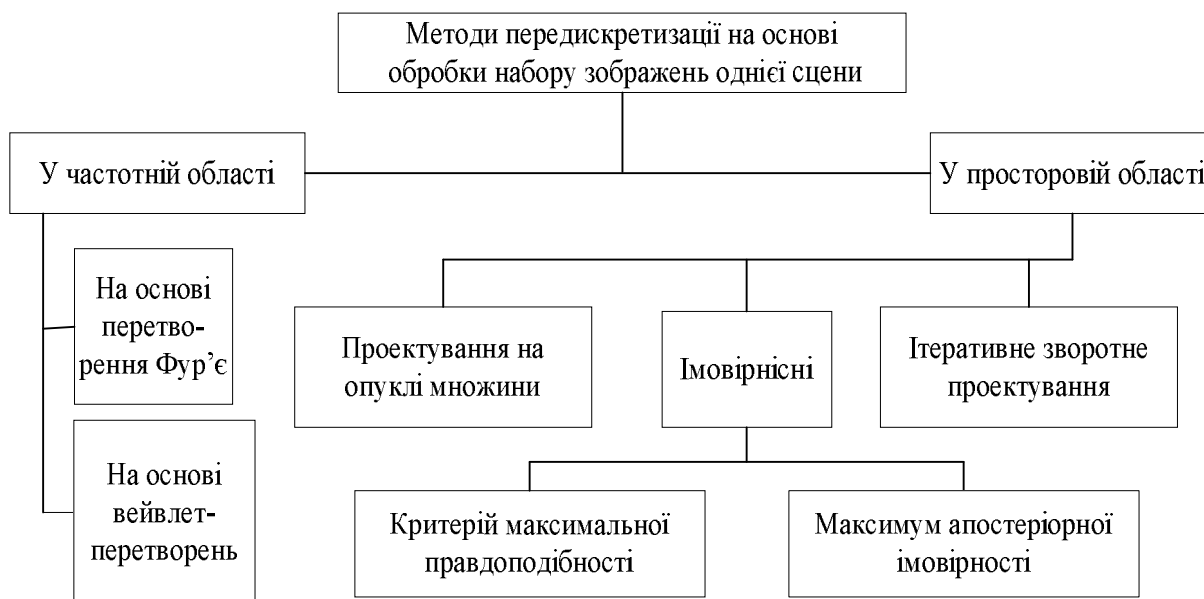 Методи передискретизації на основі
обробки набору зображень однієї сцени
У частотній області
У просторовій області
На основі
перетво-
рення Фур’є
Проектування на
опуклі множини
Імовірнісні
Ітеративне зворотне
проектування
На основі
вейвлет-
перетворень
Критерій максимальної
правдоподібності
Максимум апостеріорної
імовірності